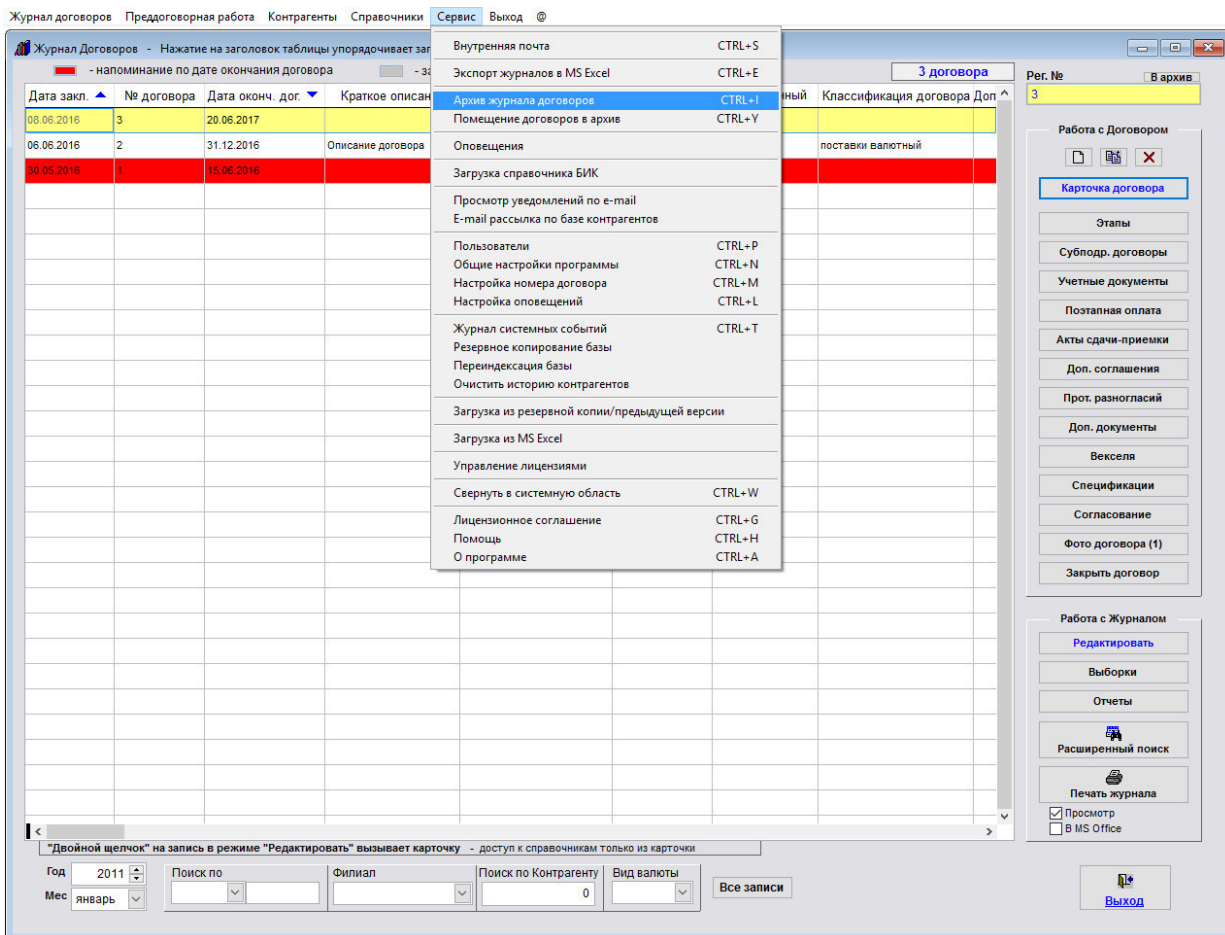 Журнал договоров Преддоговорная работа Контрагенты Справочники Сервис Выход @
Журнал Договоров - Нажатие на заголовок таблицы упорядочивает
- напоминание по дате окончания договора
3 договора
Дата закл. № договора Дата оконч. дог. Краткое Классификация договора
08.06.2016 3 20.06.2017
06.06.2016 2 31.12.2016 Описание договора поставки валютный
30.05.2016 1 15.06.2016
Внутренняя почта CTRL+S
Экспорт журналов в MS Excel CTRL+E
Архив журнала договоров CTRL+I
Помещение договоров в архив CTRL+Y
Оповещения
Загрузка справочника БИК
Просмотр уведомлений по e-mail
E-mail рассылка по базе контрагентов
Пользователи CTRL+P
Общие настройки программы CTRL+N
Настройка номера договора CTRL+M
Настройка оповещений CTRL+L
Журнал системных событий CTRL+T
Резервное копирование базы
Переиндексация базы
Очистить историю контрагентов
Загрузка из резервной копии/предыдущей версии
Загрузка из MS Excel
Управление лицензиями
Свернуть в системную область CTRL+W
Лицензионное соглашение CTRL+G
Помощь CTRL+H
О программе CTRL+A
Рег. № В архив
3
Работа с Договором
Карточка договора
Этапы
Субподр. договоры
Учетные документы
Поэтапная оплата
Акты сдачи-приемки
Доп. соглашения
Прот. разногласий
Доп. документы
Векселя
Спецификации
Согласование
Фото договора (1)
Закрыть договор
Работа с Журналом
Редактировать
Выборки
Отчеты
Расширенный поиск
Печать журнала
Просмотр
В MS Office
"Двойной щелчок" на запись в режиме "Редактировать" вызывает карточку - доступ к справочникам только из карточки
Год 2011 Поиск по Филиал Поиск по Контрагенту Вид валюты
Мес январь 0 Все записи
Выход